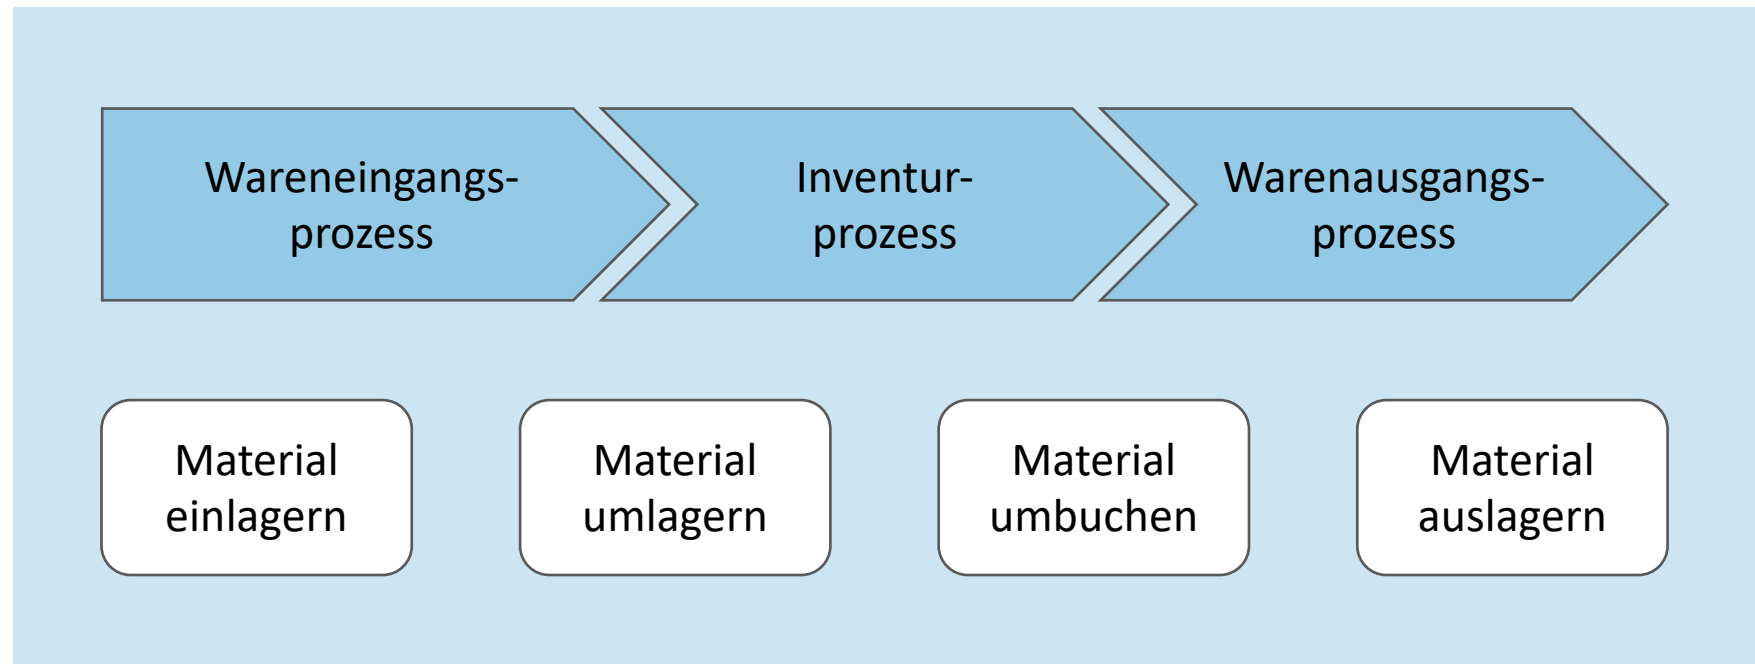 Wareneingangs-
prozess
Inventur-
prozess
Warenausgangs-
prozess
Material
einlagern
Material
umlagern
Material
umbuchen
Material
auslagern